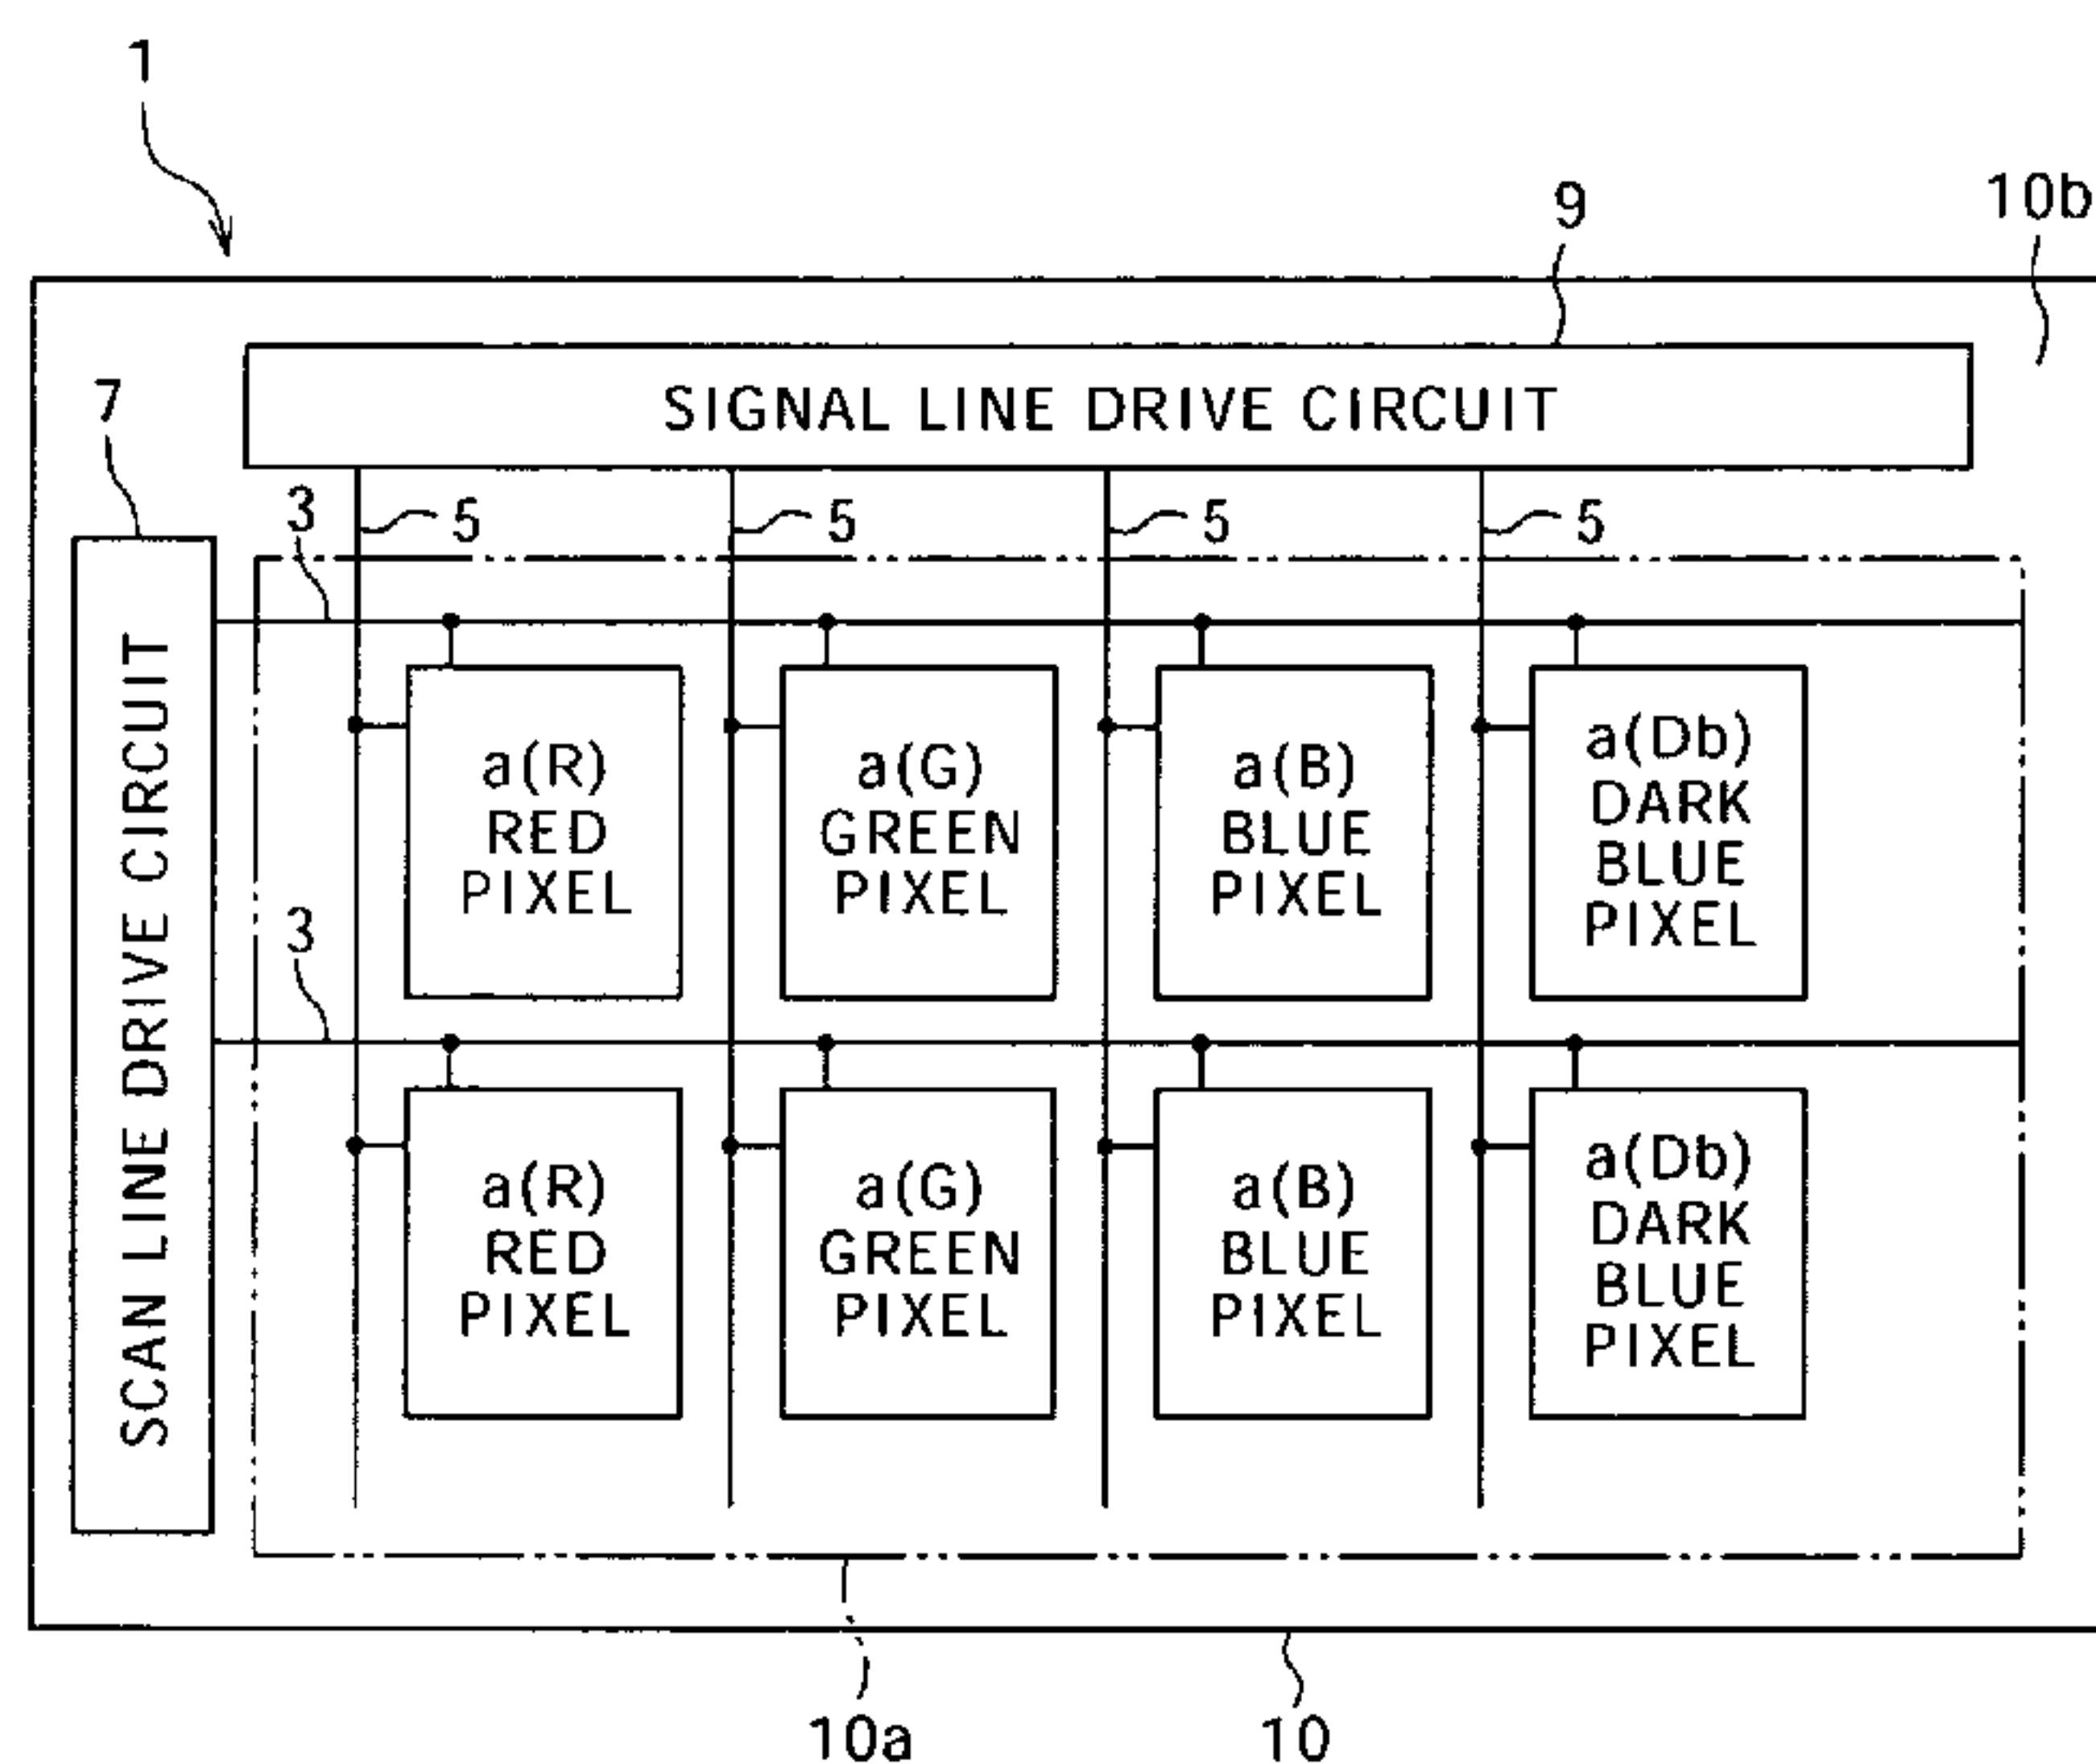 1
9
10b
SIGNAL LINE DRIVE CIRCUIT
7
3
5
5
5
5
SCAN LINE DRIVE CIRCUIT
a(R)
RED
PIXEL
a(G)
GREEN
PIXEL
a(B)
BLUE
PIXEL
a(Db)
DARK
BLUE
PIXEL
3
a(R)
RED
PIXEL
a(G)
GREEN
PIXEL
a(B)
BLUE
PIXEL
a(Db)
DARK
BLUE
PIXEL
10a
10